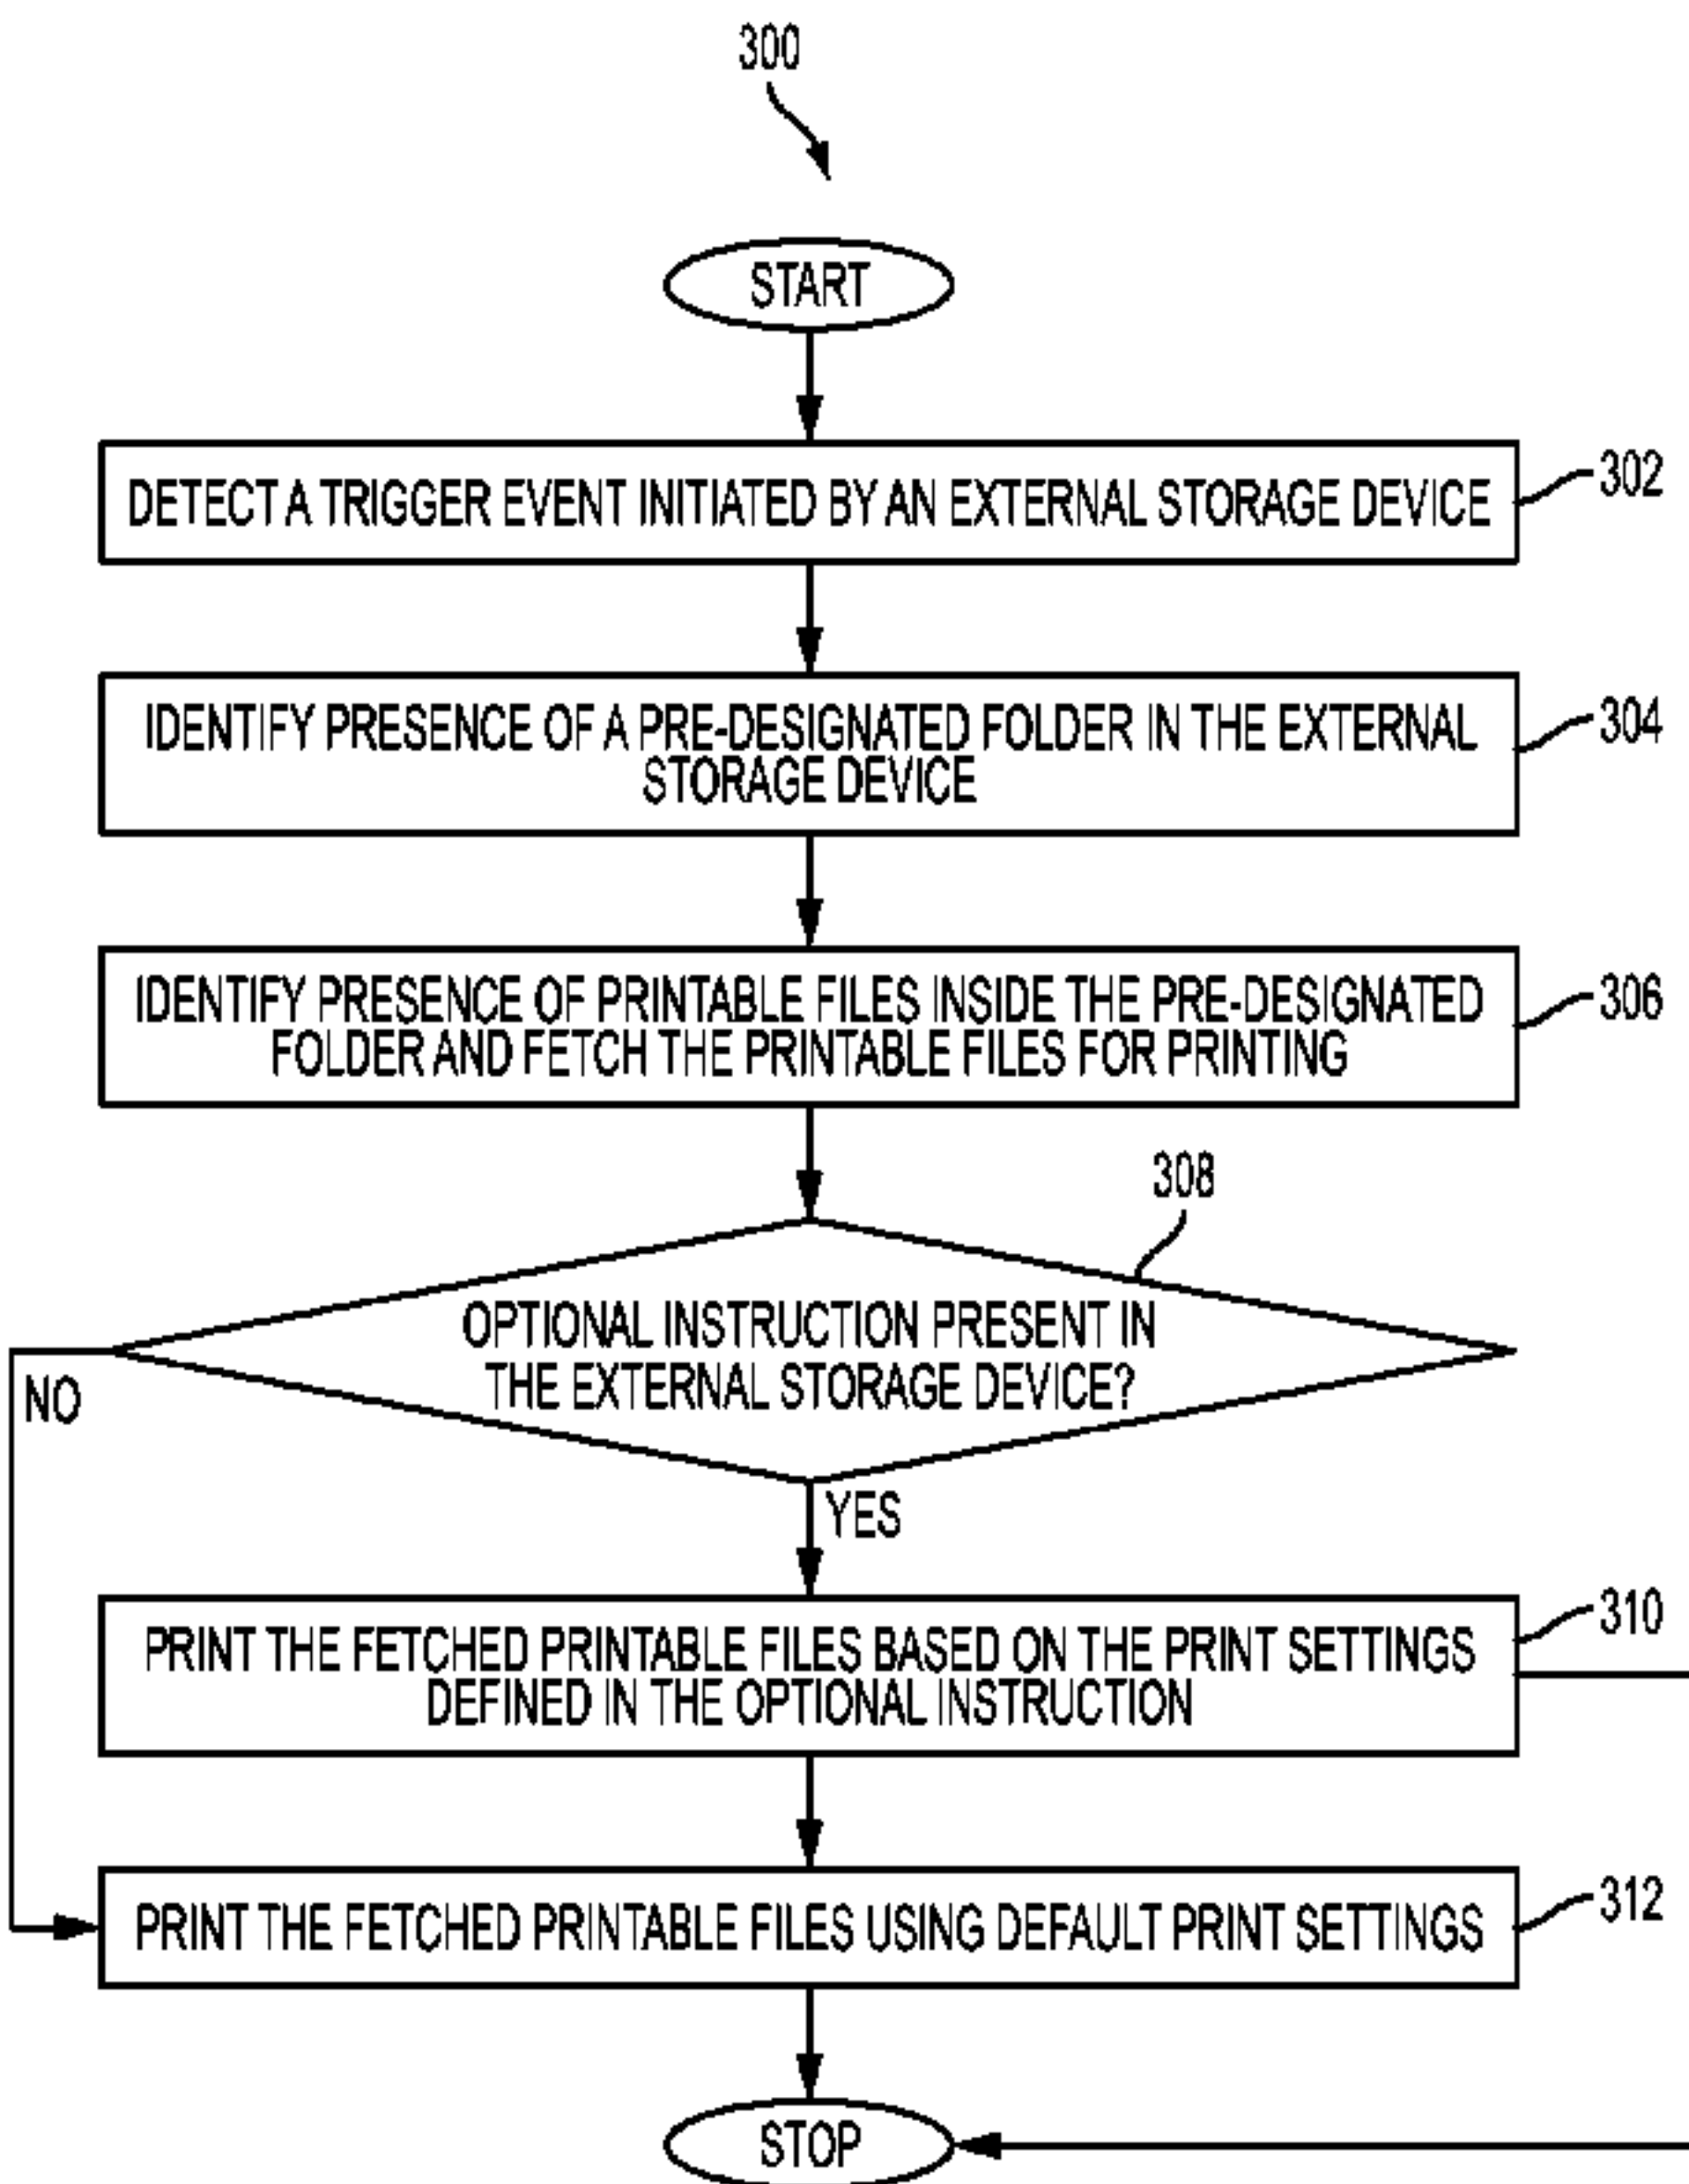 300
START
DETECT A TRIGGER EVENT INITIATED BY AN EXTERNAL STORAGE DEVICE
302
IDENTIFY PRESENCE OF A PRE-DESIGNATED FOLDER IN THE EXTERNAL
STORAGE DEVICE
304
IDENTIFY PRESENCE OF PRINTABLE FILES INSIDE THE PRE-DESIGNATED
FOLDER AND FETCH THE PRINTABLE FILES FOR PRINTING
306
308
OPTIONAL INSTRUCTION PRESENT IN
THE EXTERNAL STORAGE DEVICE?
NO
YES
PRINT THE FETCHED PRINTABLE FILES BASED ON THE PRINT SETTINGS
DEFINED IN THE OPTIONAL INSTRUCTION
310
PRINT THE FETCHED PRINTABLE FILES USING DEFAULT PRINT SETTINGS
312
STOP